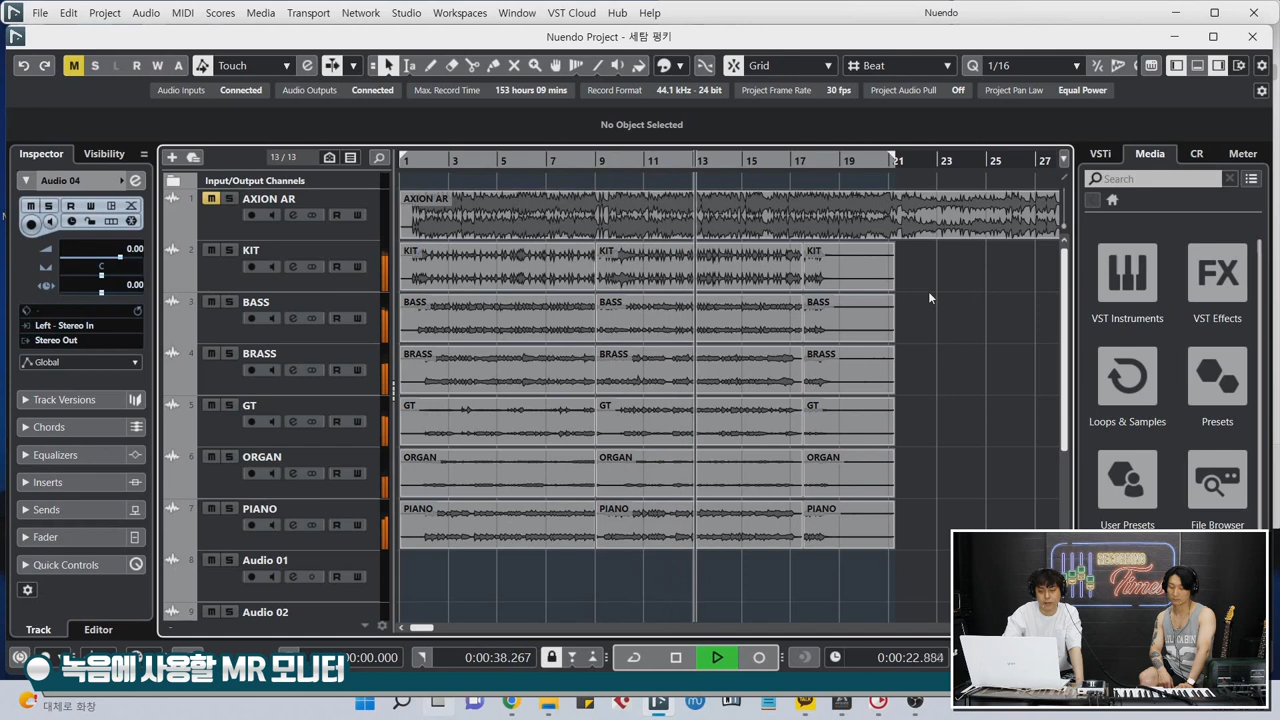 File Edit Project Audio MIDI Scores Media Transport Network Studio Workspaces Window VST Cloud Hub Help Nuendo
Nuendo Project - 세탐 펑키
M S L R W A Touch Grid Beat Q 1/16
Audio Inputs Connected Audio Outputs Connected Max. Record Time 153 hours 09 mins Record Format 44.1 kHz - 24 bit Project Frame Rate 30 fps Project Audio Pull Off Project Pan Law Equal Power
No Object Selected
Inspector Visibility
Audio 04
M S R W
0.00
C
0.00
Left - Stereo In
Stereo Out
Global
Track Versions
Chords
Equalizers
Inserts
Sends
Fader
Quick Controls
Track Editor
13 / 13
Input/Output Channels
1 M S AXION AR
R W
2 M S KIT
R W
3 M S BASS
R W
4 M S BRASS
R W
5 M S GT
R W
6 M S ORGAN
R W
7 M S PIANO
R W
8 M S Audio 01
R W
9 M S Audio 02
1 3 5 7 9 11 13 15 17 19 21 23 25 27
AXION AR
KIT KIT KIT
BASS BASS BASS
BRASS BRASS BRASS
GT GT GT
ORGAN ORGAN ORGAN
PIANO PIANO PIANO
VSTi Media CR Meter
Search
VST Instruments
FX
VST Effects
Loops & Samples
Presets
User Presets
File Browser
RECORDING
Times
0:00:38.267
0:00:22.884
녹음에 사용할 MR 모니터
대체로 화창